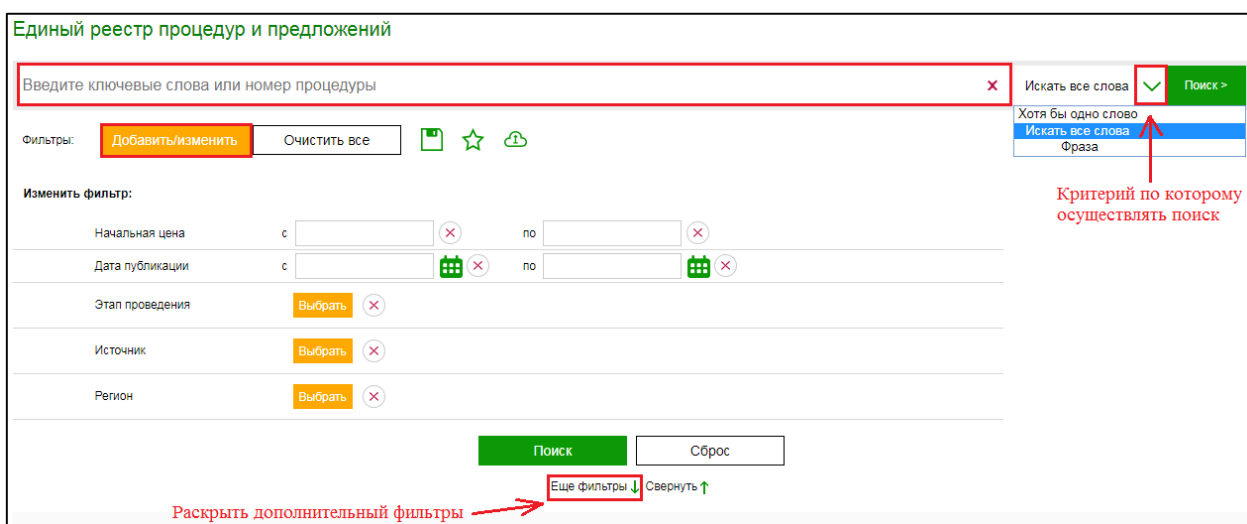 Единый реестр процедур и предложений
Введите ключевые слова или номер процедуры
Искать все слова
Поиск >
Хотя бы одно слово
Искать все слова
Фраза
Фильтры:
Добавить/изменить
Очистить все
Критерий по которому
осуществлять поиск
Изменить фильтр:
Начальная цена с по
Дата публикации с по
Этап проведения Выбрать
Источник Выбрать
Регион Выбрать
Поиск Сброс
Еще фильтры Свернуть
Раскрыть дополнительный фильтры